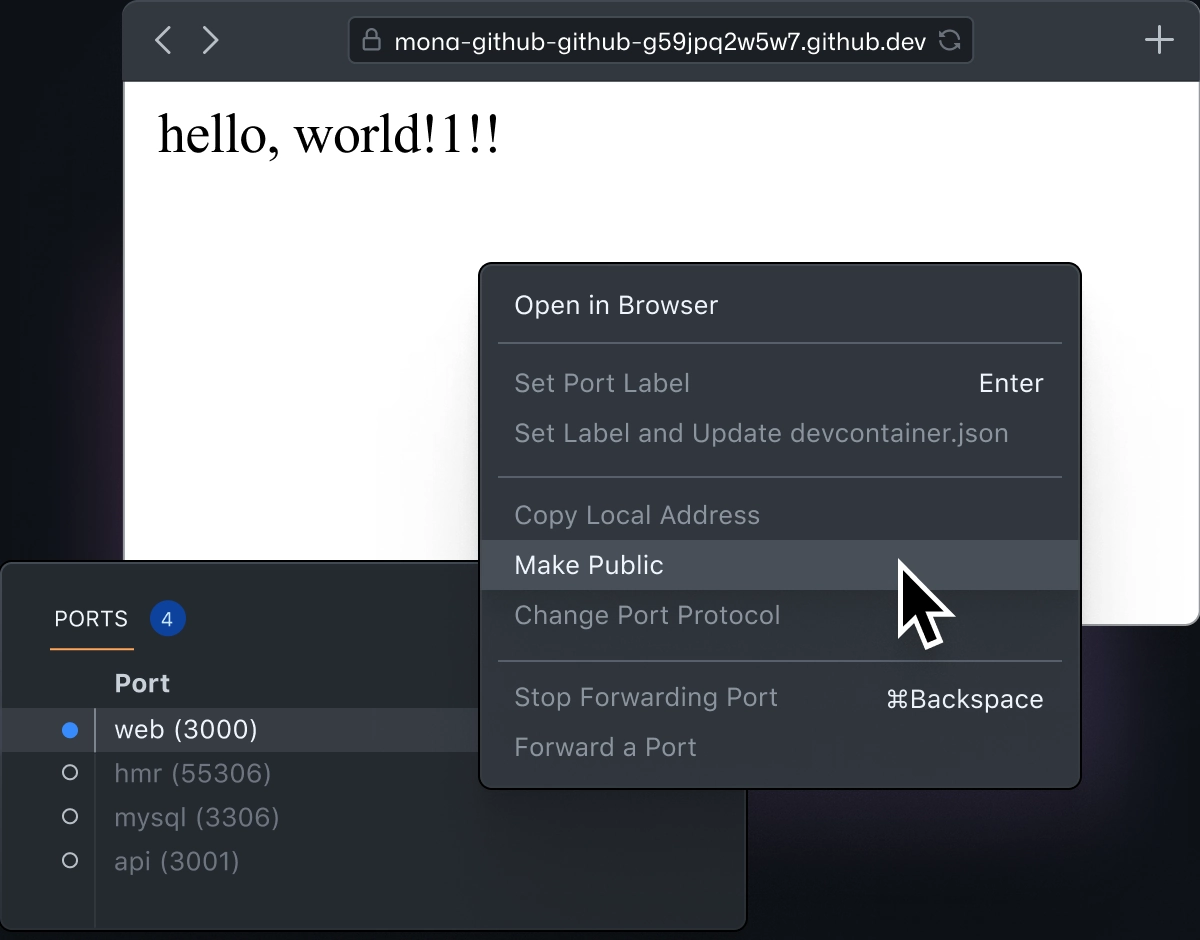 mona-github-github-g59jpq2w5w7.github.dev
hello, world!1!!
Open in Browser
Set Port Label Enter
Set Label and Update devcontainer.json
Copy Local Address
Make Public
Change Port Protocol
Stop Forwarding Port ⌘Backspace
Forward a Port
PORTS 4
Port
web (3000)
hmr (55306)
mysql (3306)
api (3001)